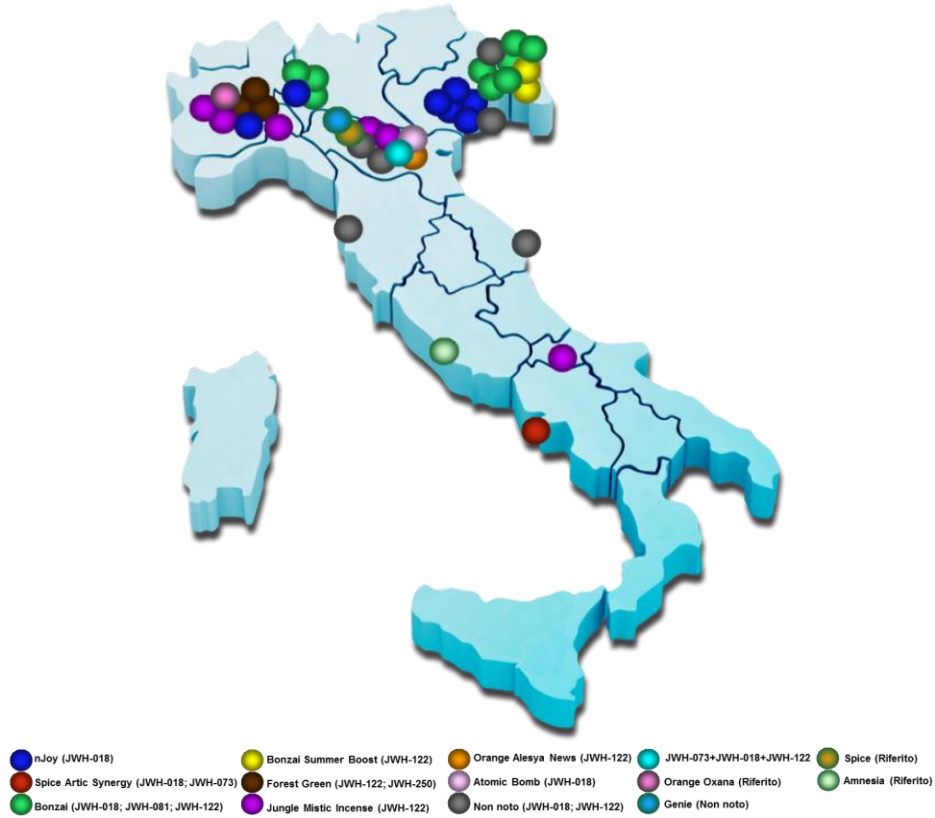 nJoy (JWH-018)
Bonzai Summer Boost (JWH-122)
Orange Alesya News (JWH-122)
JWH-073+JWH-018+JWH-122
Spice (Riferito)
Spice Artic Synergy (JWH-018; JWH-073)
Forest Green (JWH-122; JWH-250)
Atomic Bomb (JWH-018)
Orange Oxana (Riferito)
Amnesia (Riferito)
Bonzai (JWH-018; JWH-081; JWH-122)
Jungle Mistic Incense (JWH-122)
Non noto (JWH-018; JWH-122)
Genie (Non noto)